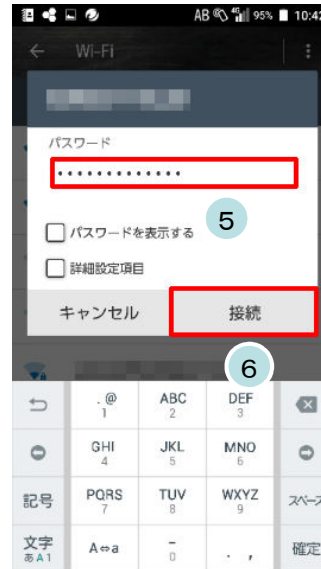 AB 95% 10:42
Wi-Fi
パスワード
•••••••••••••
5
パスワードを表示する
詳細設定項目
キャンセル 接続
6
.@ ABC DEF
1 2 3
GHI JKL MNO
4 5 6
記号 PQRS TUV WXYZ スペース
7 8 9
文字 A⇔a - . , 確定
あA1 0